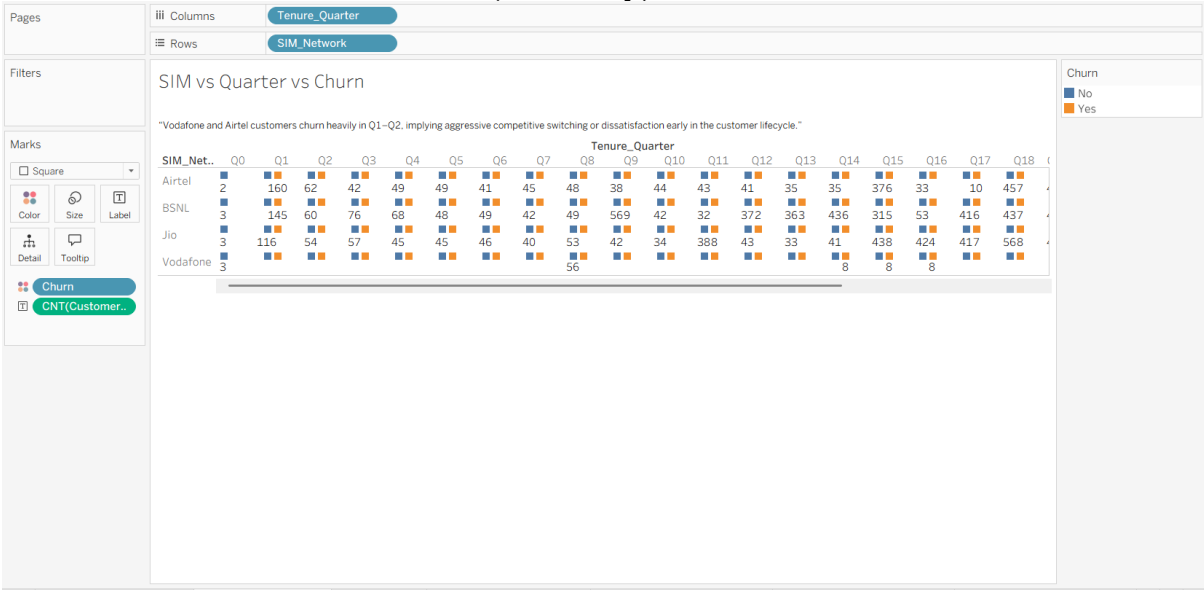 Pages
iii Columns
Tenure_Quarter
Rows
SIM_Network
Filters
SIM vs Quarter vs Churn
Churn
No
Yes
"Vodafone and Airtel customers churn heavily in Q1–Q2, implying aggressive competitive switching or dissatisfaction early in the customer lifecycle."
Marks
Square
Color
Size
Label
Detail
Tooltip
Churn
CNT(Customer..
Tenure_Quarter
SIM_Net.. Q0 Q1 Q2 Q3 Q4 Q5 Q6 Q7 Q8 Q9 Q10 Q11 Q12 Q13 Q14 Q15 Q16 Q17 Q18
Airtel 2 160 62 42 49 49 41 45 48 38 44 43 41 35 35 376 33 10 457
BSNL 3 145 60 76 68 48 49 42 49 569 42 32 372 363 436 315 53 416 437
Jio 3 116 54 57 45 45 46 40 53 42 34 388 43 33 41 438 424 417 568
Vodafone 3 56 8 8 8